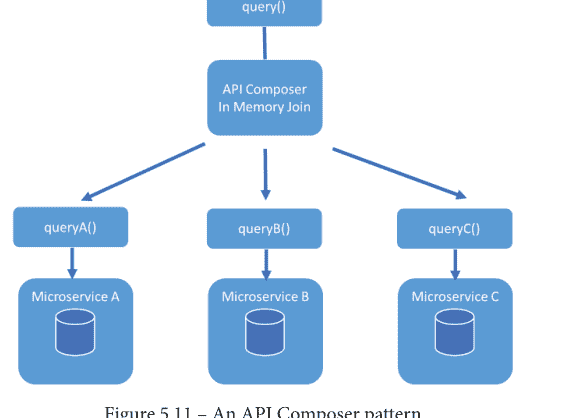 query()
API Composer
In Memory Join
queryA()
queryB()
queryC()
Microservice A
Microservice B
Microservice C
Figure 5.11 – An API Composer pattern